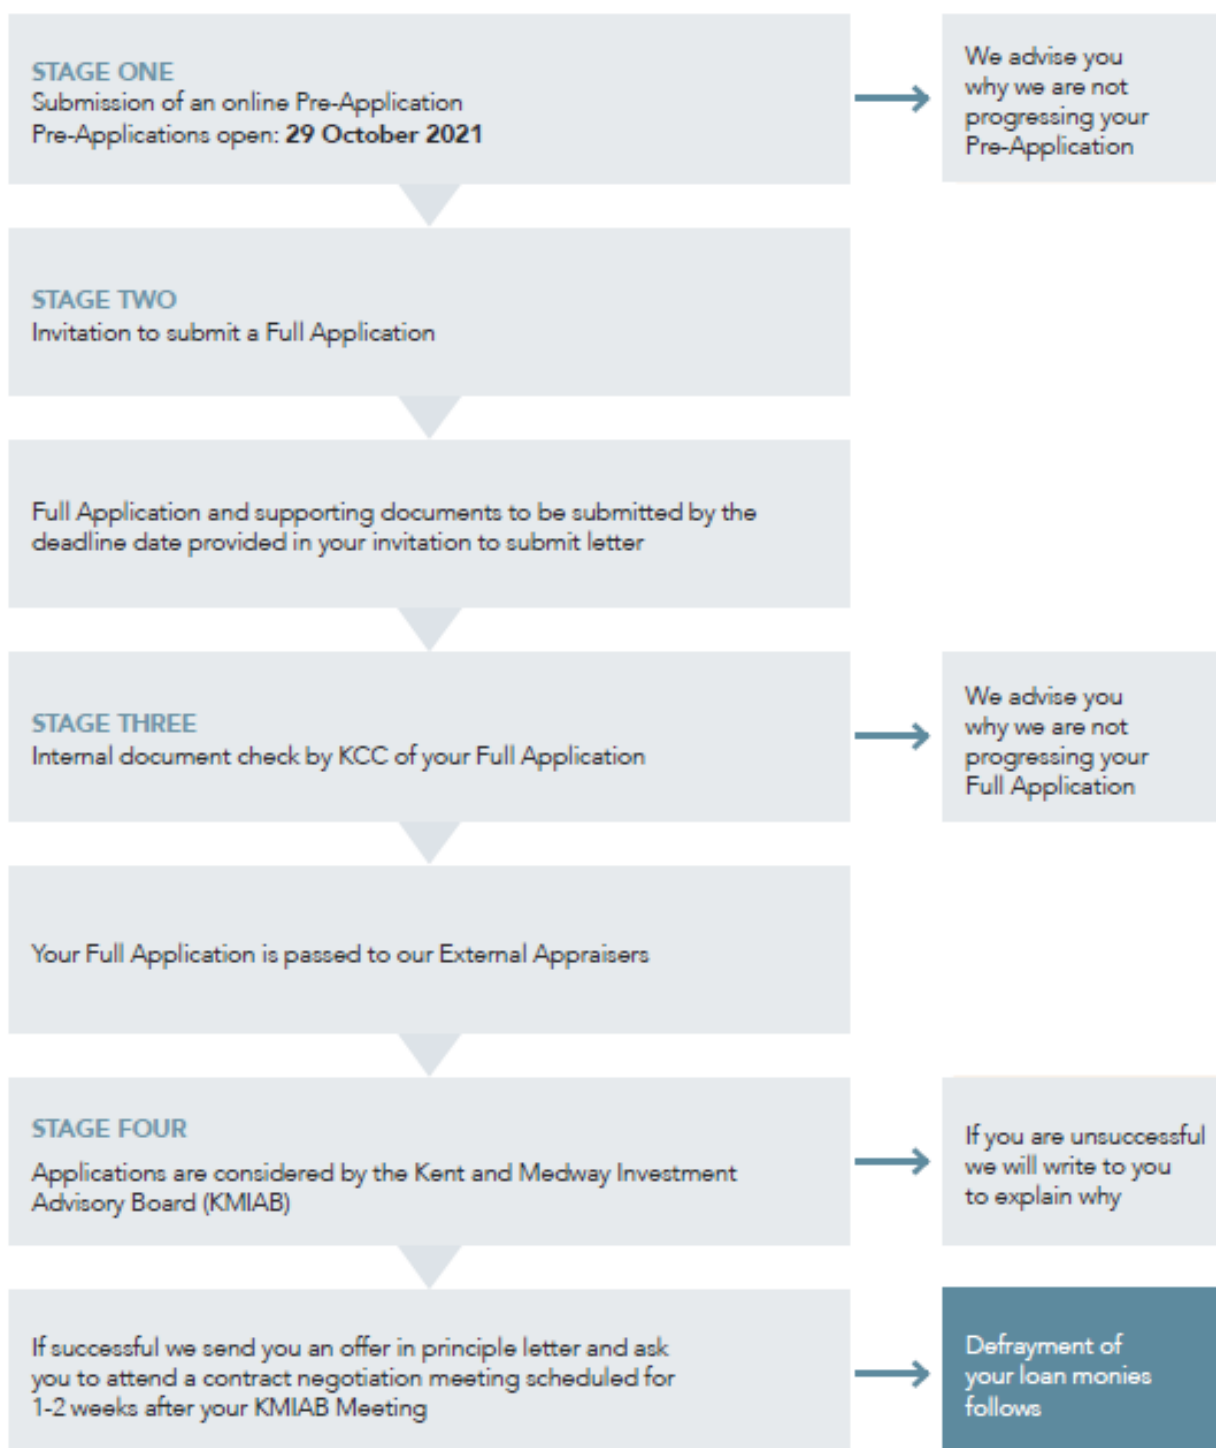 STAGE ONE
Submission of an online Pre-Application
Pre-Applications open: 29 October 2021
We advise you
why we are not
progressing your
Pre-Application
STAGE TWO
Invitation to submit a Full Application
Full Application and supporting documents to be submitted by the
deadline date provided in your invitation to submit letter
STAGE THREE
Internal document check by KCC of your Full Application
We advise you
why we are not
progressing your
Full Application
Your Full Application is passed to our External Appraisers
STAGE FOUR
Applications are considered by the Kent and Medway Investment
Advisory Board (KMIAB)
If you are unsuccessful
we will write to you
to explain why
If successful we send you an offer in principle letter and ask
you to attend a contract negotiation meeting scheduled for
1-2 weeks after your KMIAB Meeting
Defrayment of
your loan monies
follows